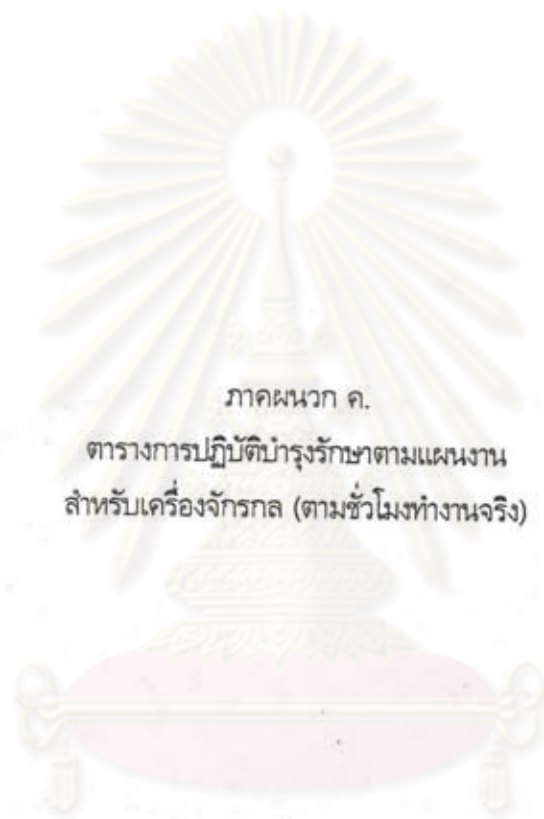 ภาคผนวก ค.
ตารางการปฏิบัติบำรุงรักษาตามแผนงาน
สำหรับเครื่องจักรกล (ตามชั่วโมงทำงานจริง)